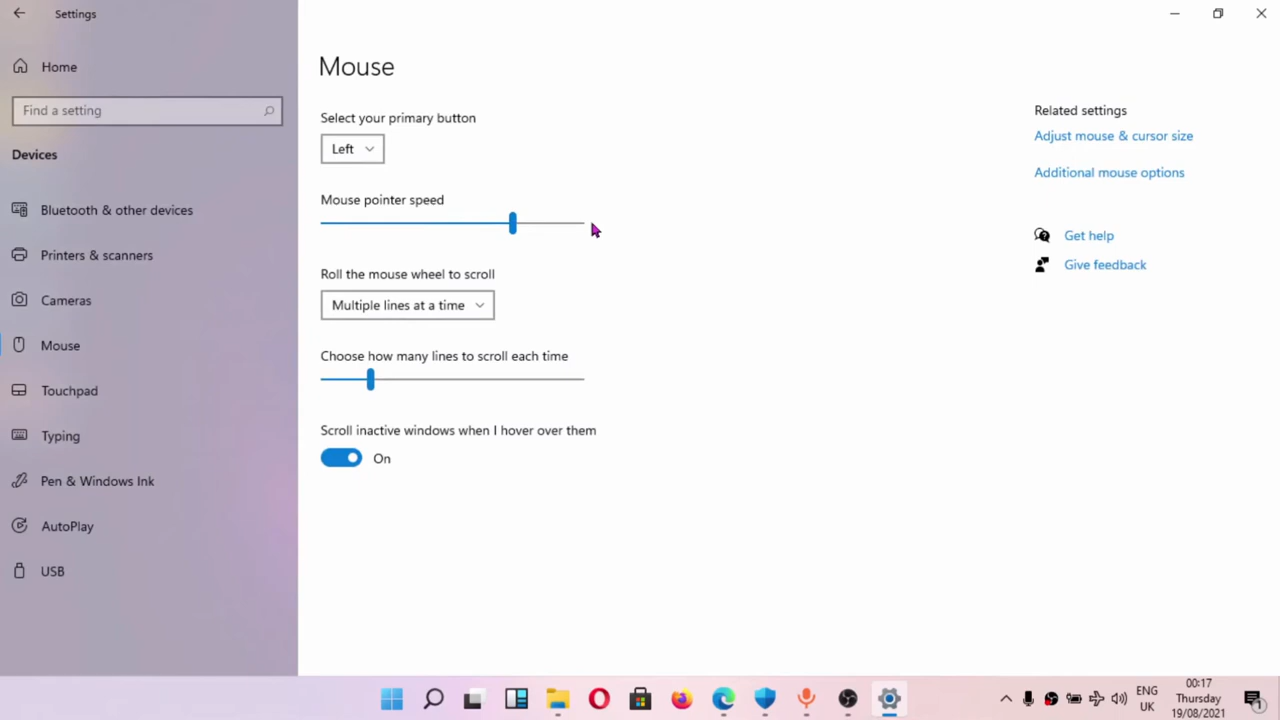 Settings
Home
Find a setting
Devices
Bluetooth & other devices
Printers & scanners
Cameras
Mouse
Touchpad
Typing
Pen & Windows Ink
AutoPlay
USB
Mouse
Select your primary button
Left
Mouse pointer speed
Roll the mouse wheel to scroll
Multiple lines at a time
Choose how many lines to scroll each time
Scroll inactive windows when I hover over them
On
Related settings
Adjust mouse & cursor size
Additional mouse options
Get help
Give feedback
ENG
UK
00:17
Thursday
19/08/2021
1